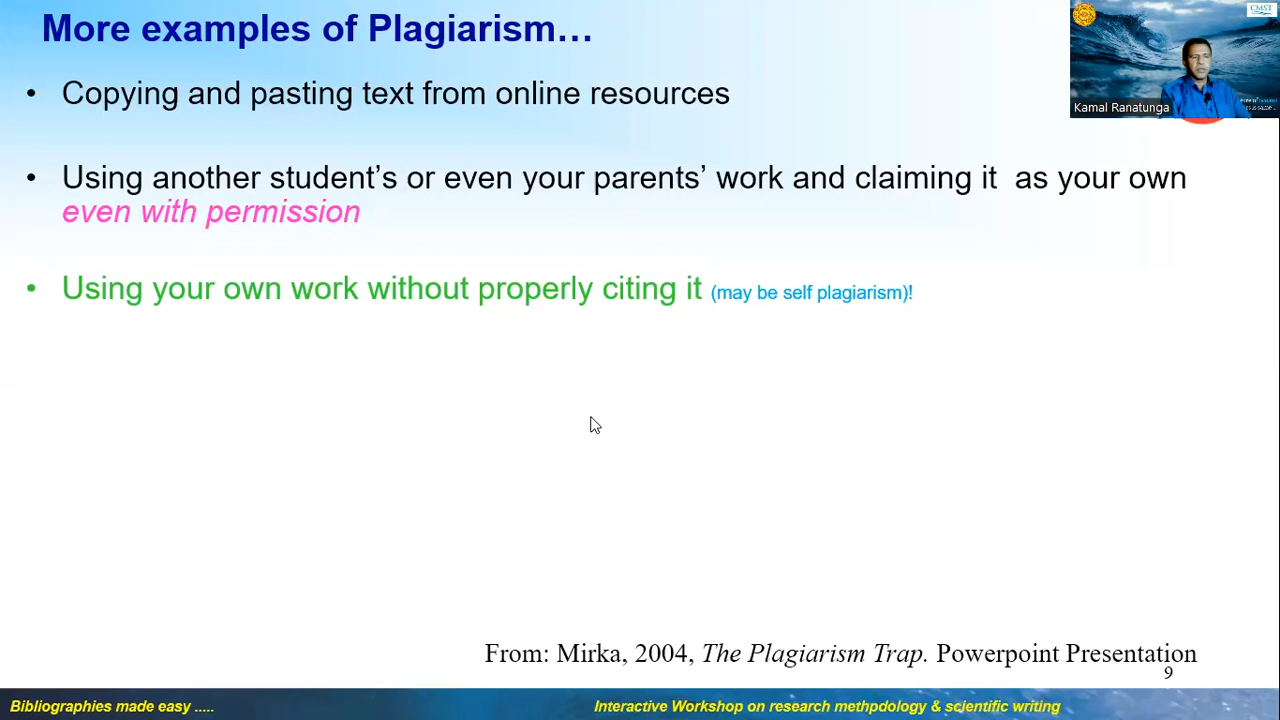 More examples of Plagiarism…
CMST
Kamal Ranatunga
• Copying and pasting text from online resources
• Using another student’s or even your parents’ work and claiming it as your own
even with permission
• Using your own work without properly citing it (may be self plagiarism)!
From: Mirka, 2004, The Plagiarism Trap. Powerpoint Presentation
9
Bibliographies made easy .....
Interactive Workshop on research methpdology & scientific writing